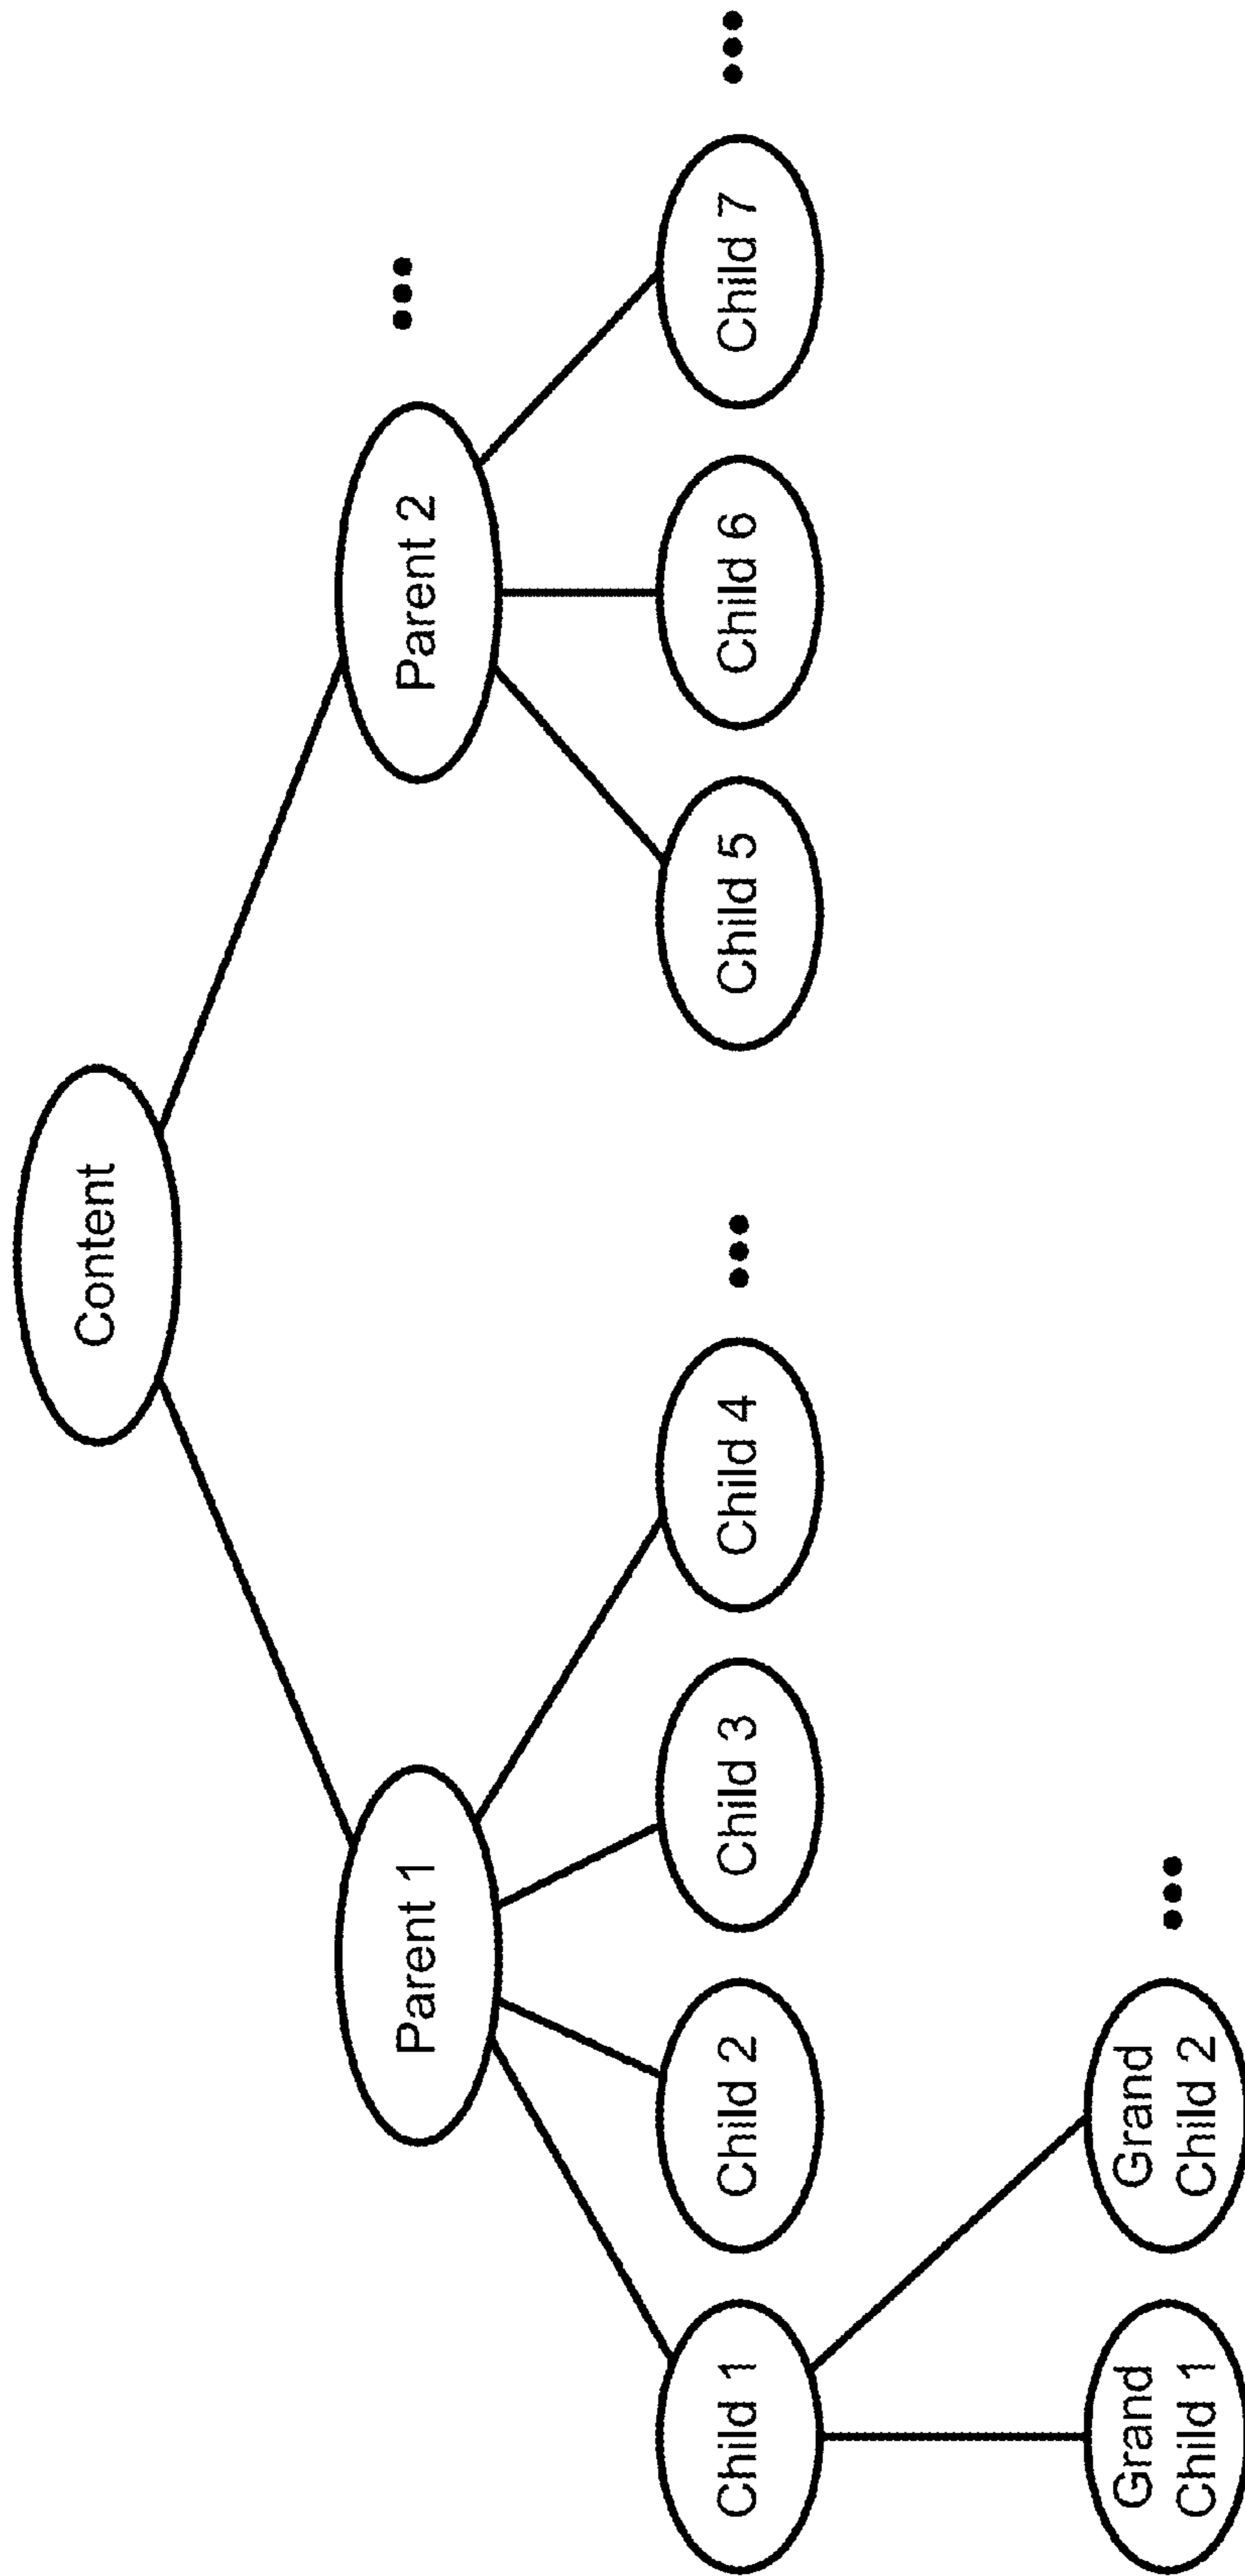 Content
Parent 1
Parent 2
•••
Child 1
Child 2
Child 3
Child 4
•••
Child 5
Child 6
Child 7
•••
Grand
Child 1
Grand
Child 2
•••